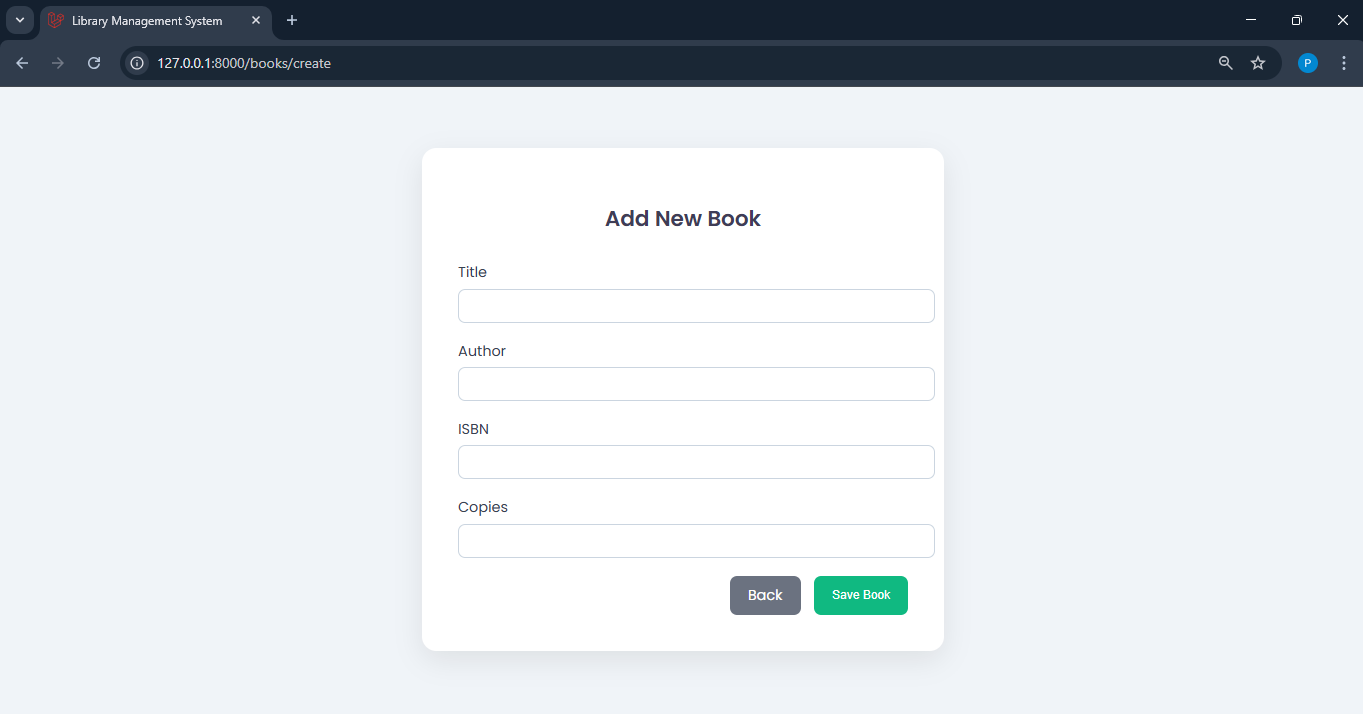 Library Management System
127.0.0.1:8000/books/create
P
Add New Book
Title
Author
ISBN
Copies
Back Save Book